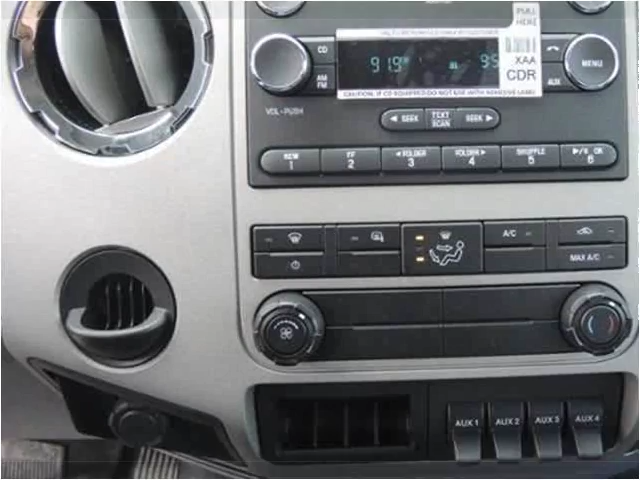 PULL
HERE
CD
AM
FM
91.9
XAA
CDR
MENU
AUX
VOL-PUSH
CAUTION: IF CD EQUIPPED DO NOT USE WITH ADHESIVE LABEL
SEEK
TEXT
SCAN
SEEK
REW
1
FF
2
FOLDER
3
FOLDER
4
SHUFFLE
5
6
A/C
MAX A/C
AUX 1
AUX 2
AUX 3
AUX 4